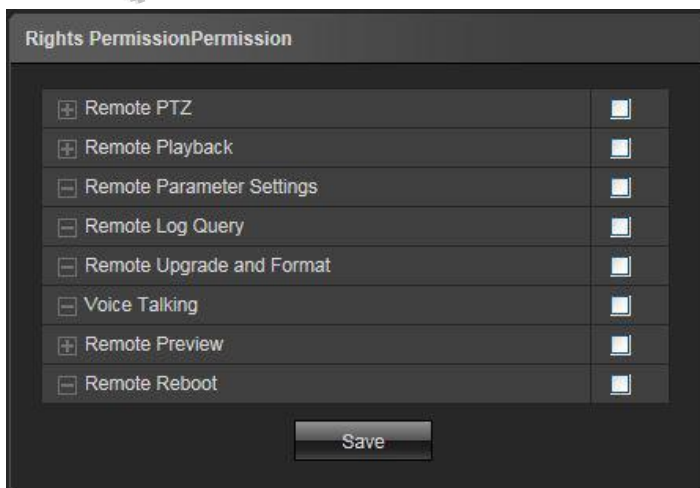 Rights PermissionPermission
Remote PTZ
Remote Playback
Remote Parameter Settings
Remote Log Query
Remote Upgrade and Format
Voice Talking
Remote Preview
Remote Reboot
Save